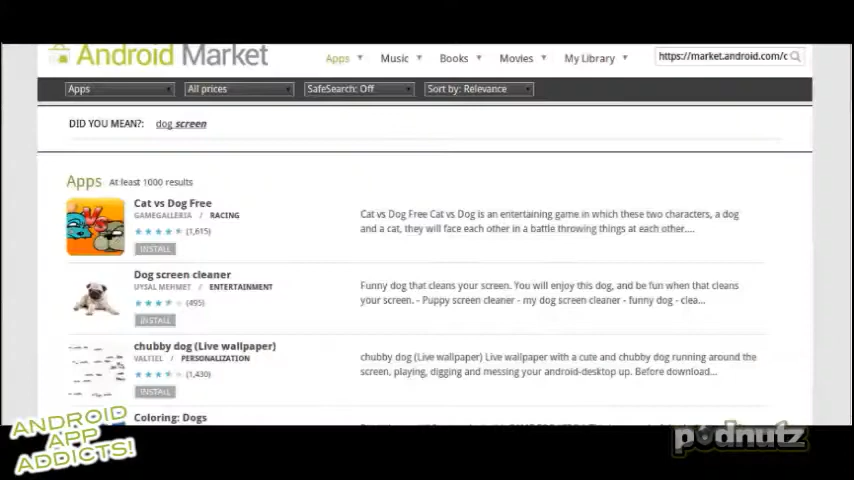 Android Market
Apps Music Books Movies My Library https://market.android.com/c
Apps All prices SafeSearch: Off Sort by: Relevance
DID YOU MEAN?: dog screen
Apps At least 1000 results
Cat vs Dog Free
GAMEGALLERIA / RACING
(1,615)
INSTALL
Cat vs Dog Free Cat vs Dog is an entertaining game in which these two characters, a dog
and a cat, they will face each other in a battle throwing things at each other....
Dog screen cleaner
UYSAL MEHMET / ENTERTAINMENT
(495)
INSTALL
Funny dog that cleans your screen. You will enjoy this dog, and be fun when that cleans
your screen. - Puppy screen cleaner - my dog screen cleaner - funny dog - clea...
chubby dog (Live wallpaper)
VALTIEL / PERSONALIZATION
(1,430)
INSTALL
chubby dog (Live wallpaper) Live wallpaper with a cute and chubby dog running around the
screen, playing, digging and messing your android-desktop up. Before download...
Coloring: Dogs
ANDROID
APP
ADDICTS!
podnutz